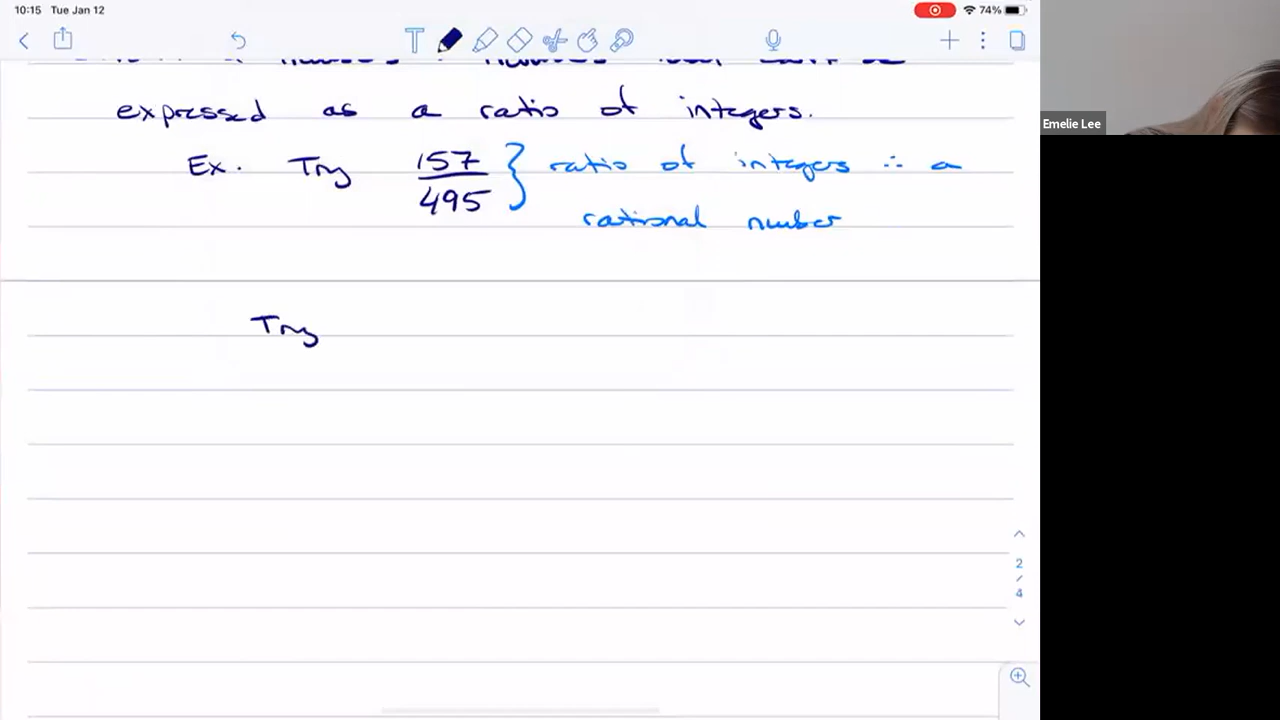 10:15 Tue Jan 12
74%
T
Emelie Lee
expressed as a ratio of integers.
Ex. Try 157/495 } ratio of integers ∴ a
rational number
Try
2
/
4